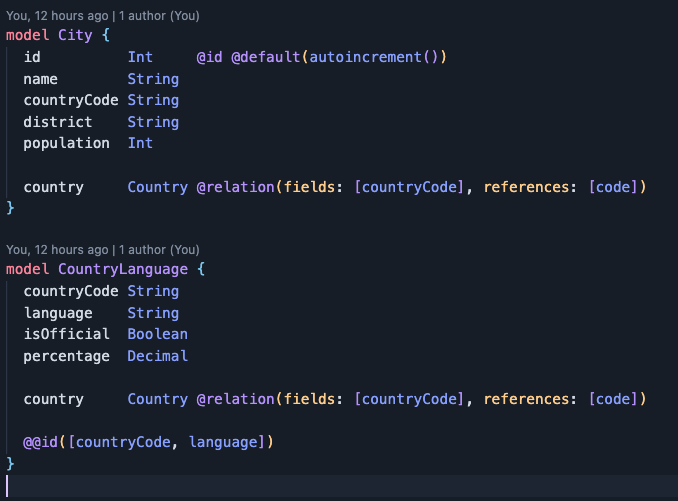 You, 12 hours ago | 1 author (You)
model City {
  id          Int     @id @default(autoincrement())
  name        String
  countryCode String
  district    String
  population  Int
  country     Country @relation(fields: [countryCode], references: [code])
}
You, 12 hours ago | 1 author (You)
model CountryLanguage {
  countryCode String
  language    String
  isOfficial  Boolean
  percentage  Decimal
  country     Country @relation(fields: [countryCode], references: [code])
  @@id([countryCode, language])
}